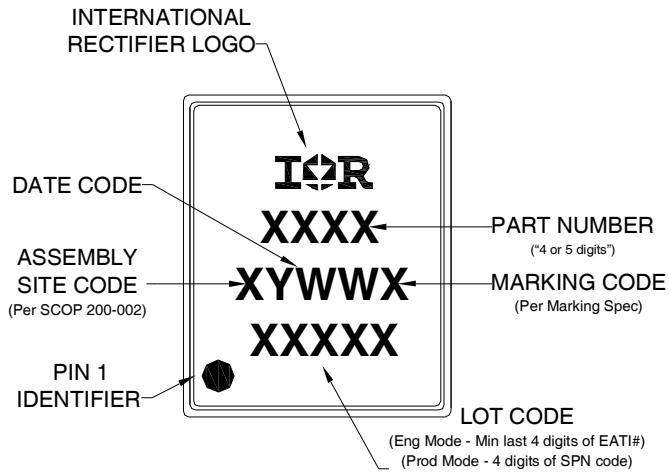 INTERNATIONAL
RECTIFIER LOGO
IOR
DATE CODE
XXXX
PART NUMBER
("4 or 5 digits")
ASSEMBLY
SITE CODE
(Per SCOP 200-002)
XYWWX
MARKING CODE
(Per Marking Spec)
XXXXX
PIN 1
IDENTIFIER
LOT CODE
(Eng Mode - Min last 4 digits of EATI#)
(Prod Mode - 4 digits of SPN code)